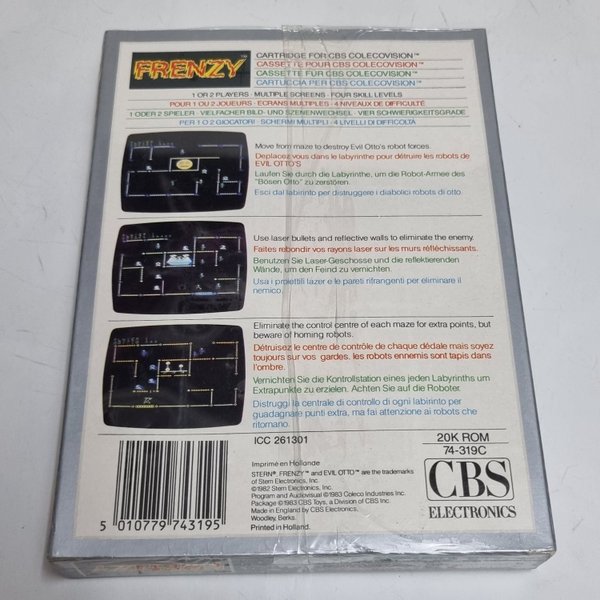 FRENZY™
CARTRIDGE FOR CBS COLECOVISION™
CASSETTE POUR CBS COLECOVISION™
CASSETTE FÜR CBS COLECOVISION™
CARTUCCIA PER CBS COLECOVISION™
1 OR 2 PLAYERS · MULTIPLE SCREENS · FOUR SKILL LEVELS
POUR 1 OU 2 JOUEURS · ECRANS MULTIPLES · 4 NIVEAUX DE DIFFICULTÉ
1 ODER 2 SPIELER · VIELFACHER BILD- UND SZENENWECHSEL · VIER SCHWIERIGKEITSGRADE
PER 1 O 2 GIOCATORI · SCHERMI MULTIPLI · 4 LIVELLI DI DIFFICOLTA
Move from maze to destroy Evil Otto's robot forces.
Deplacez vous dans le labyrinthe pour détruire les robots de
EVIL OTTO'S
Laufen Sie durch die Labyrinthe, um die Robot-Armee des
"Bösen Otto" zu zerstören.
Esci dal labirinto per distruggere i diabolici robots di otto.
Use laser bullets and reflective walls to eliminate the enemy.
Faites rebondir vos rayons laser sur les murs réfléchissants.
Benutzen Sie Laser-Geschosse und die reflektierenden
Wände, um den Feind zu vernichten.
Usa i proiettili lazer e le pareti rifrangenti per eliminare il
nemico.
Eliminate the control centre of each maze for extra points, but
beware of homing robots.
Détruisez le centre de contrôle de chaque dédale mais soyez
toujours sur vos gardes. les robots ennemis sont tapis dans
l'ombre.
Vernichten Sie die Kontrollstation eines jeden Labyrinths um
Extrapunkte zu erzielen. Achten Sie auf die Roboter.
Distruggi la centrale di controllo di ogni labirinto per
guadagnare punti extra, ma fai attenzione ai robots che
ritornano.
ICC 261301
20K ROM
74-319C
Imprimé en Hollande
STERN®, FRENZY™ and EVIL OTTO™ are the trademarks
of Stern Electronics, Inc.
©1982 Stern Electronics, Inc.
Program and Audiovisual ©1983 Coleco Industries Inc.
Package ©1983 CBS Toys, a Division of CBS Inc.
Made in England by CBS Electronics,
Woodley, Berks.
Printed in Holland.
CBS
ELECTRONICS
5 010779 743195